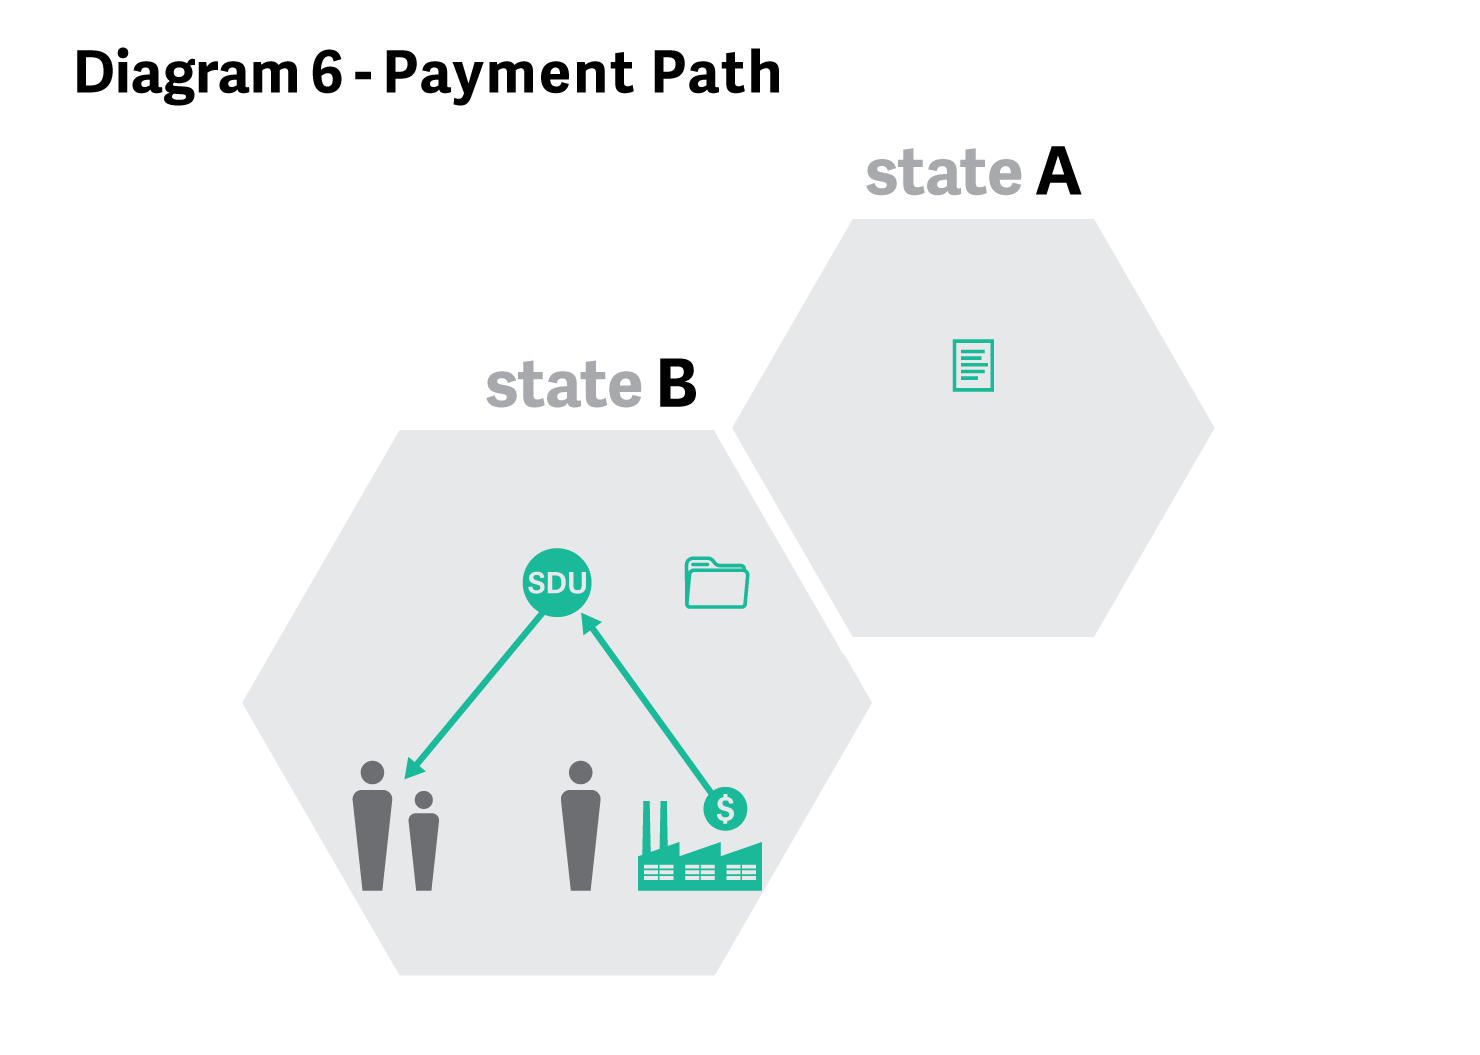 Diagram 6 - Payment Path
state A
state B
SDU
$